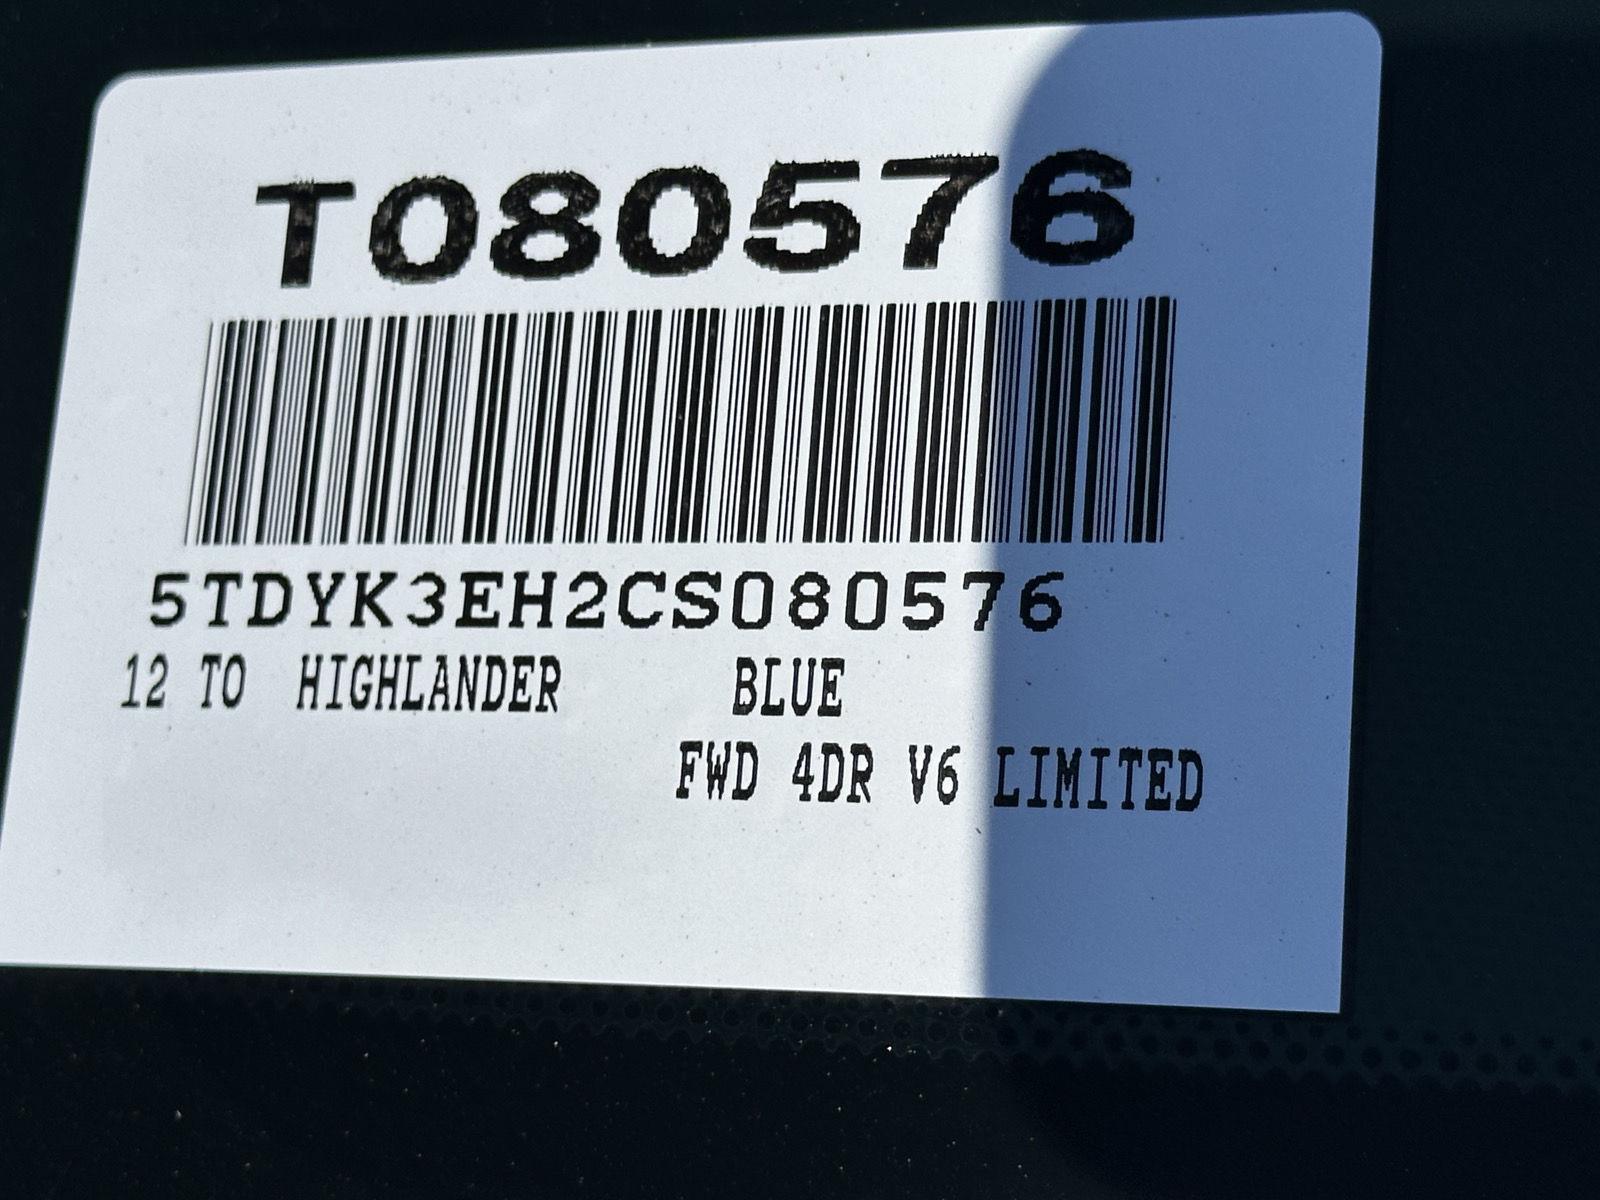 T080576
5TDYK3EH2CS080576
12 TO HIGHLANDER BLUE
FWD 4DR V6 LIMITED